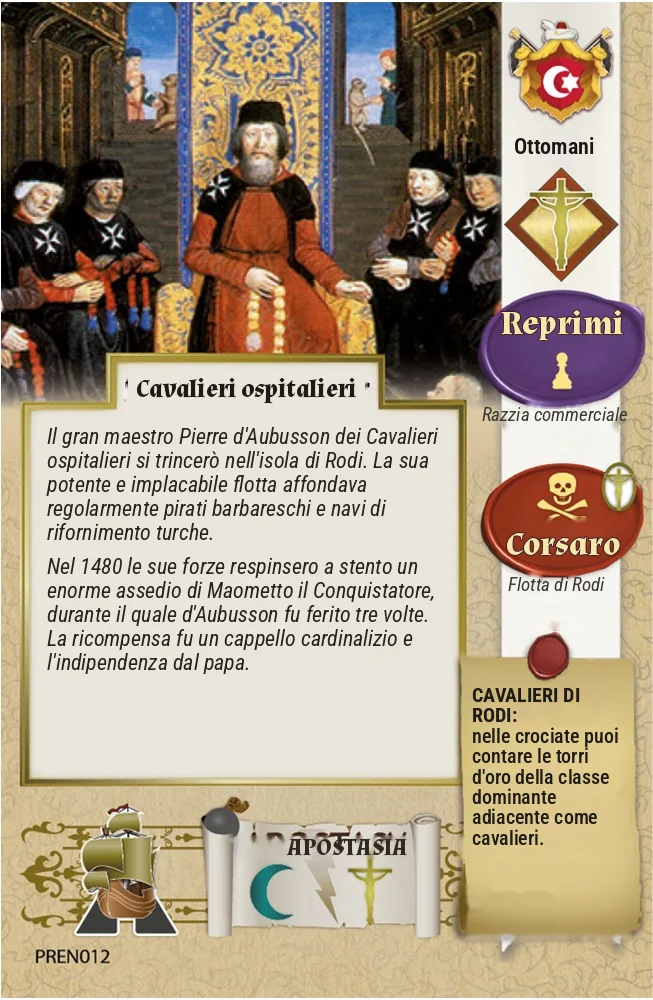 Ottomani
Reprimi
Razzia commerciale
Cavalieri ospitalieri
Il gran maestro Pierre d'Aubusson dei Cavalieri
ospitalieri si trincerò nell'isola di Rodi. La sua
potente e implacabile flotta affondava
regolarmente pirati barbareschi e navi di
rifornimento turche.
Nel 1480 le sue forze respinsero a stento un
enorme assedio di Maometto il Conquistatore,
durante il quale d'Aubusson fu ferito tre volte.
La ricompensa fu un cappello cardinalizio e
l'indipendenza dal papa.
Corsaro
Flotta di Rodi
CAVALIERI DI
RODI:
nelle crociate puoi
contare le torri
d'oro della classe
dominante
adiacente come
cavalieri.
APOSTASIA
PREN012